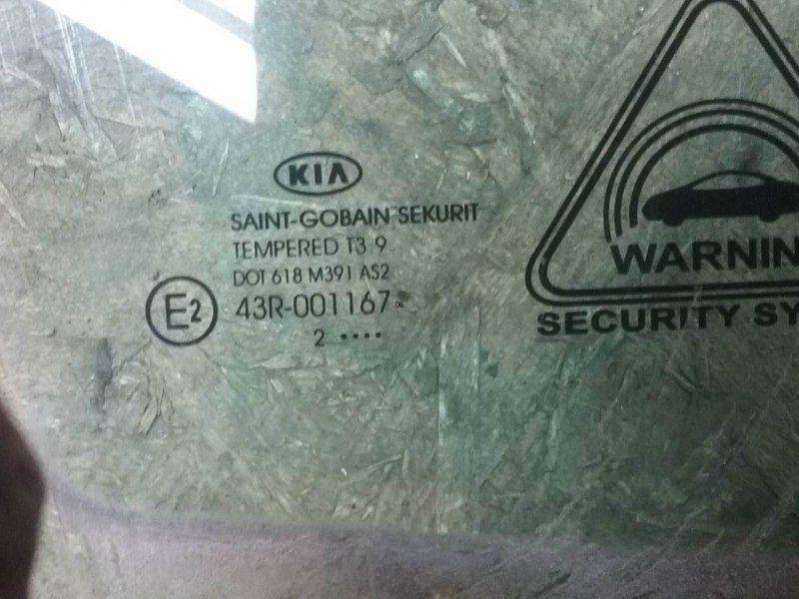 KIA
SAINT-GOBAIN SEKURIT
TEMPERED T3 9
DOT 618 M391 AS2
E2
43R-001167
2 ....
WARNIN
SECURITY SY